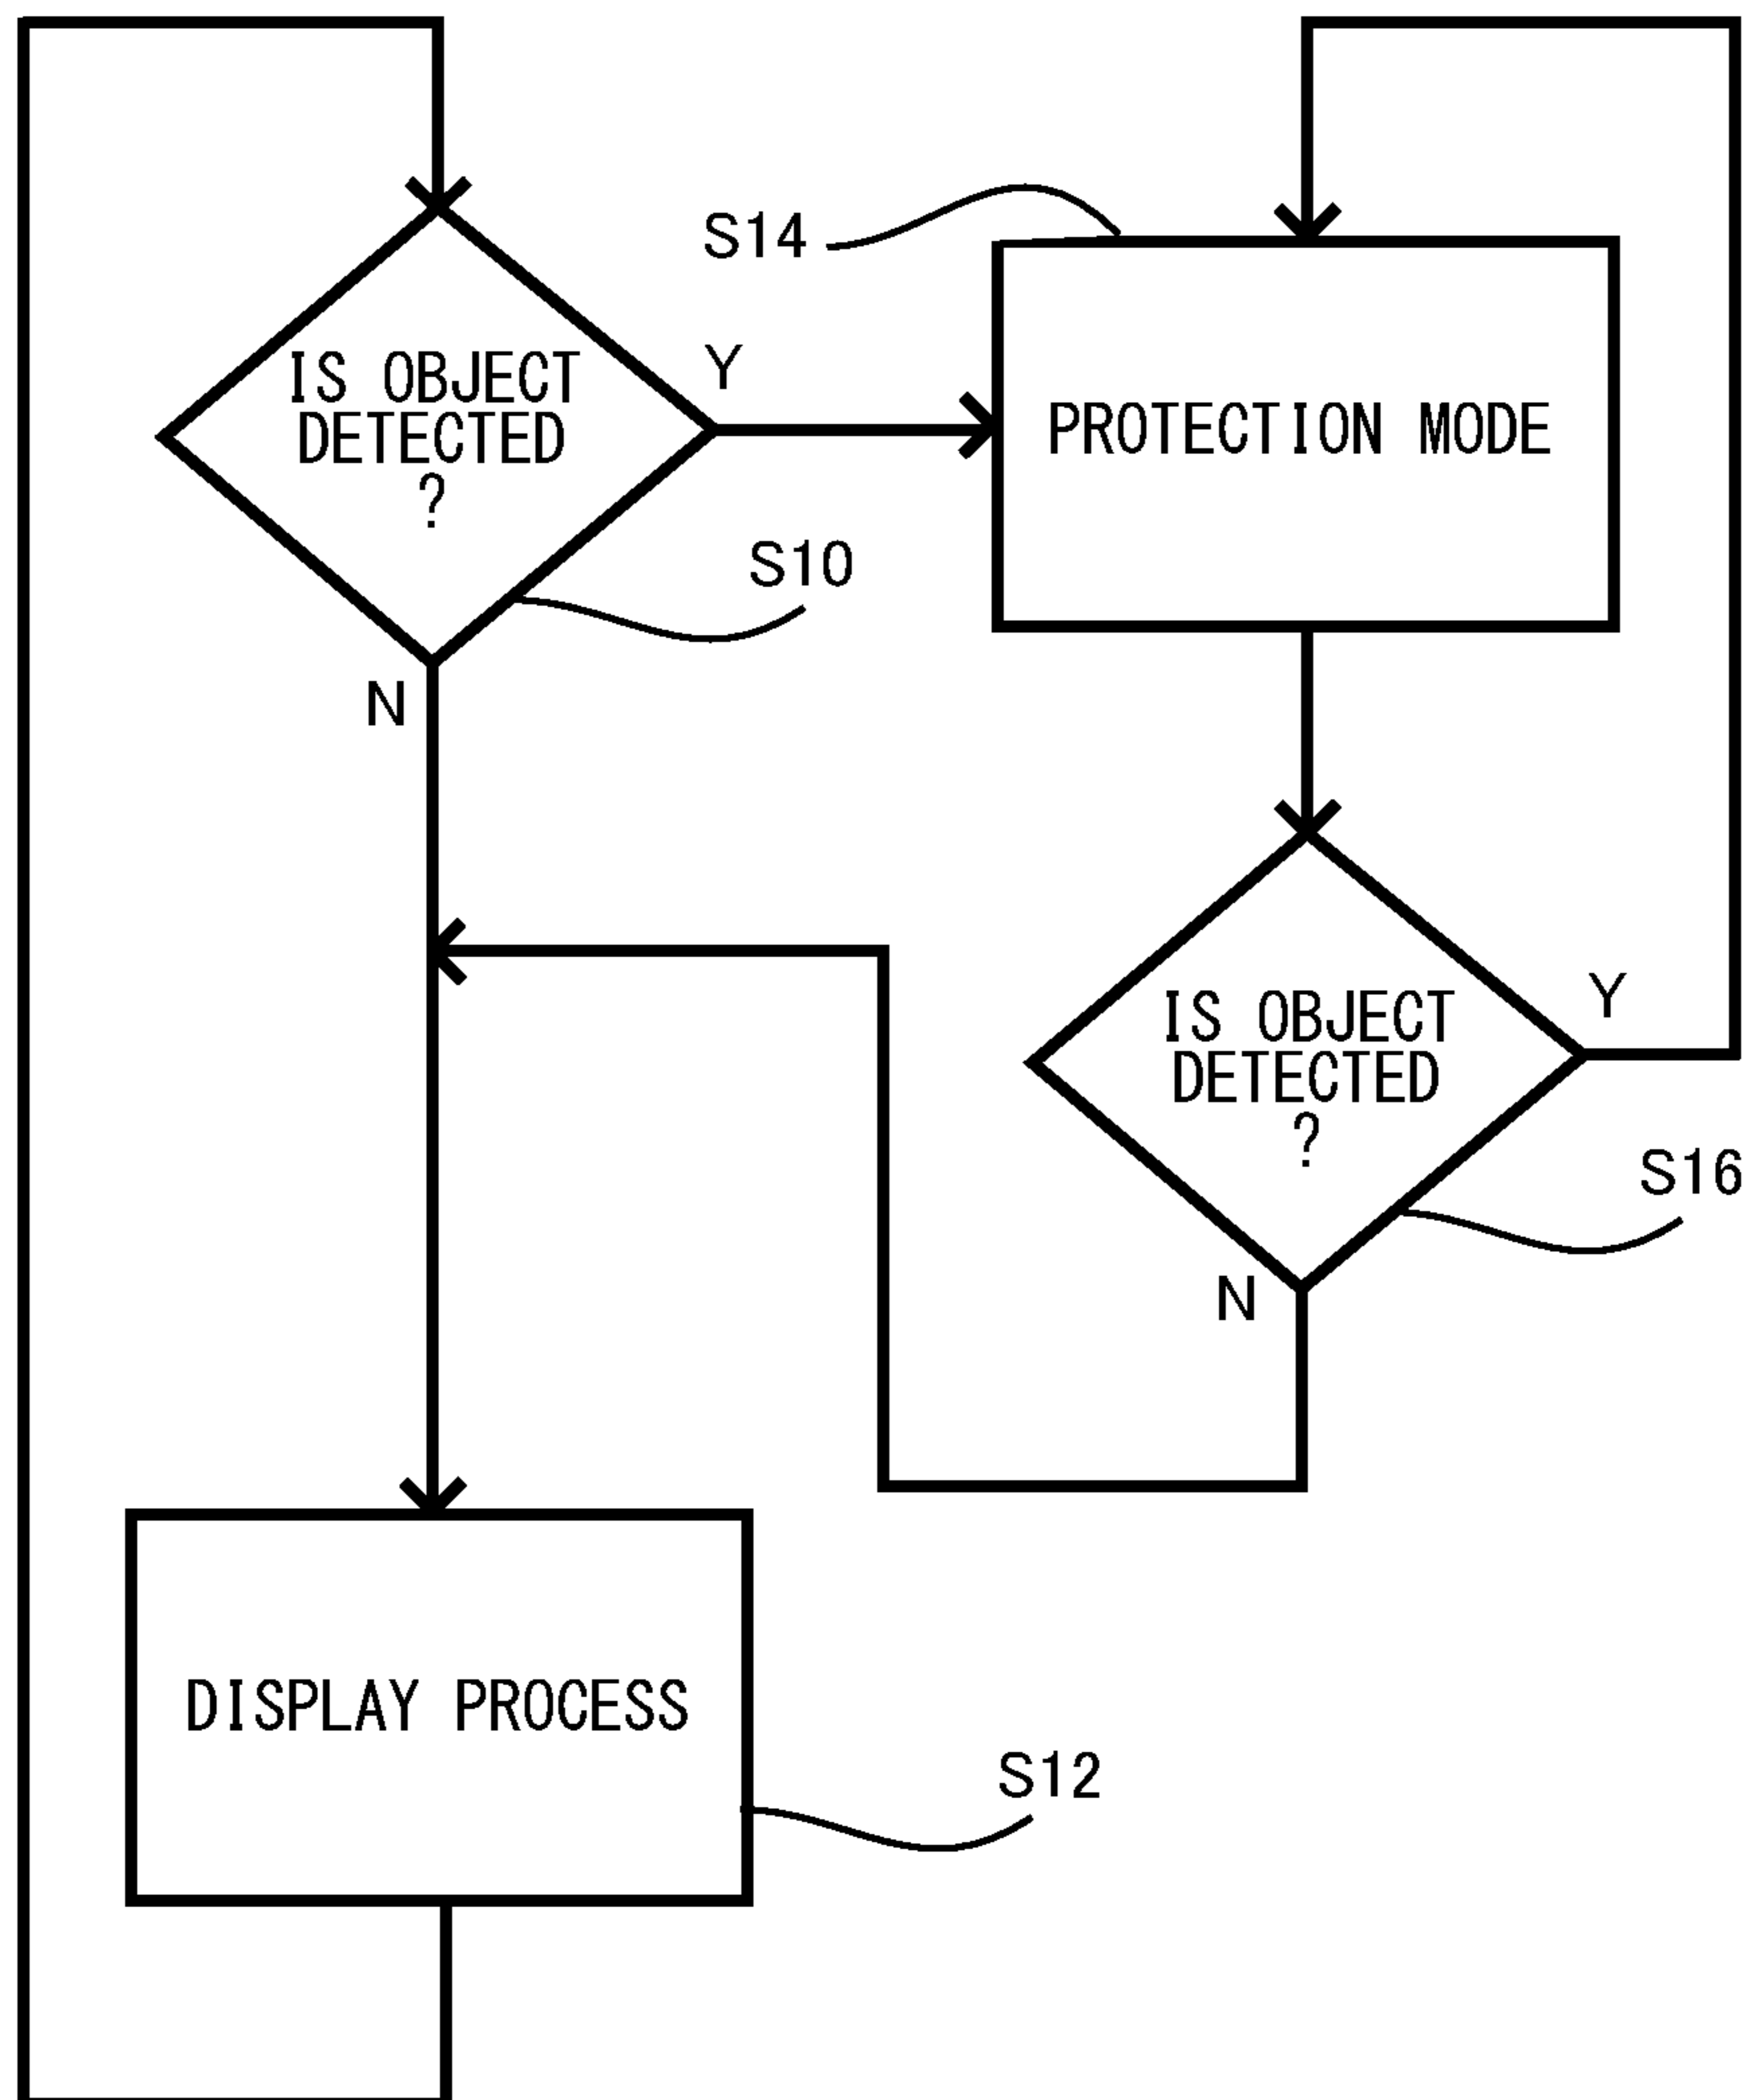 S14
IS OBJECT
DETECTED
?
Y
PROTECTION MODE
S10
N
IS OBJECT
DETECTED
?
Y
S16
N
DISPLAY PROCESS
S12